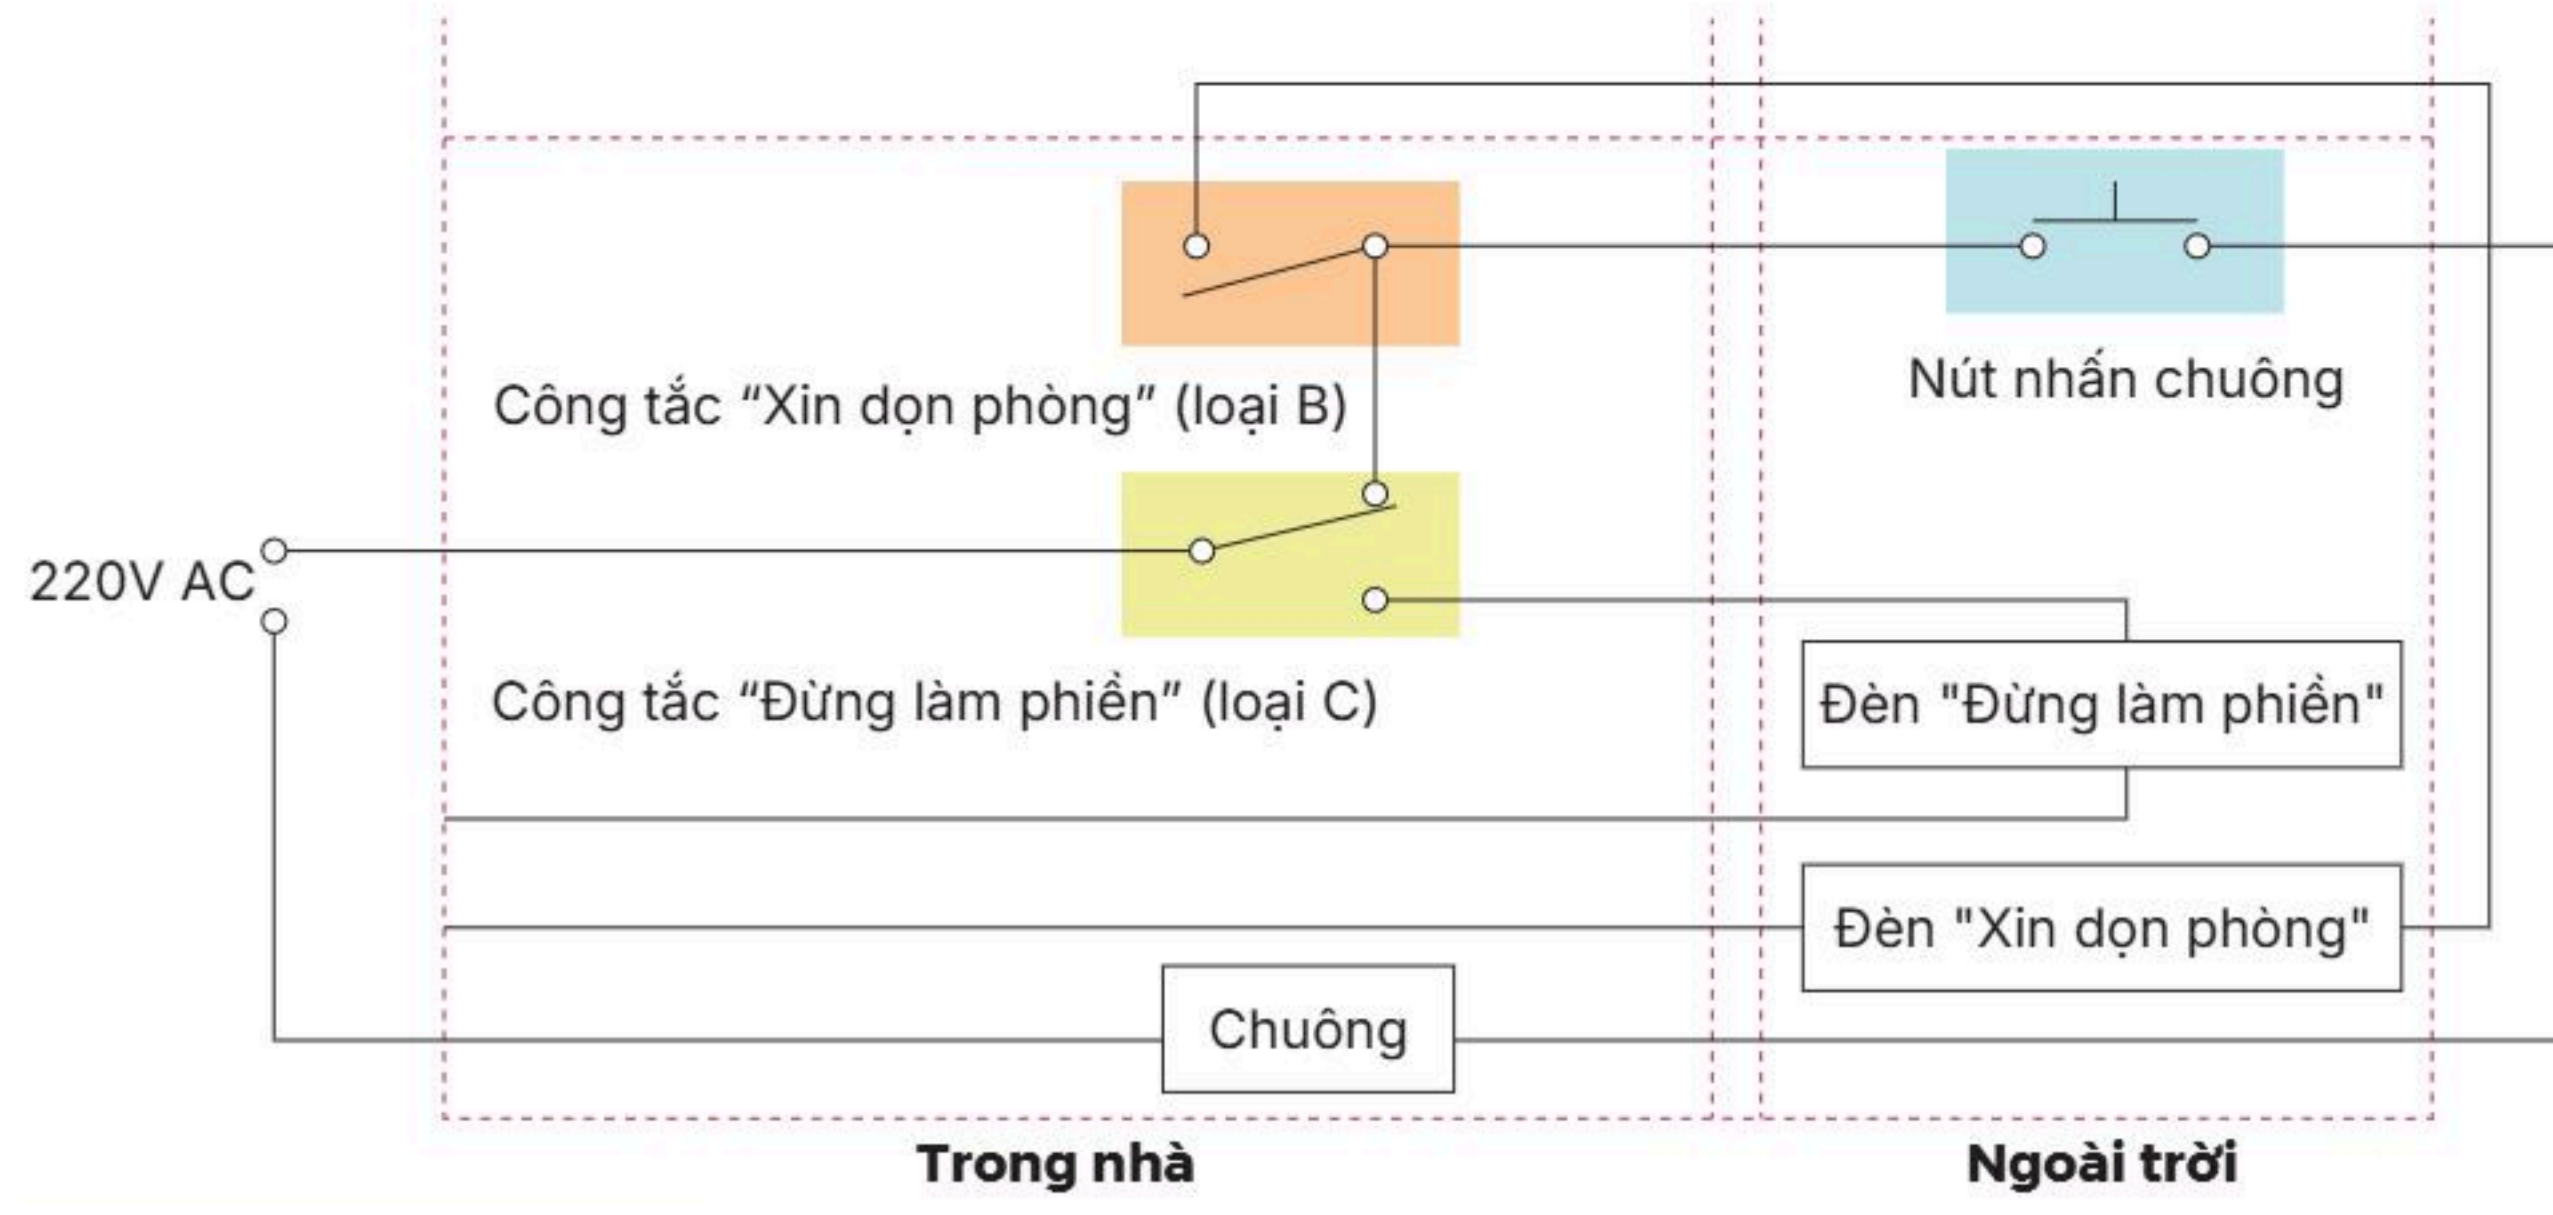 Công tắc “Xin dọn phòng” (loại B)
Nút nhấn chuông
220V AC
Công tắc “Đừng làm phiền” (loại C)
Đèn "Đừng làm phiền"
Đèn "Xin dọn phòng"
Chuông
Trong nhà
Ngoài trời